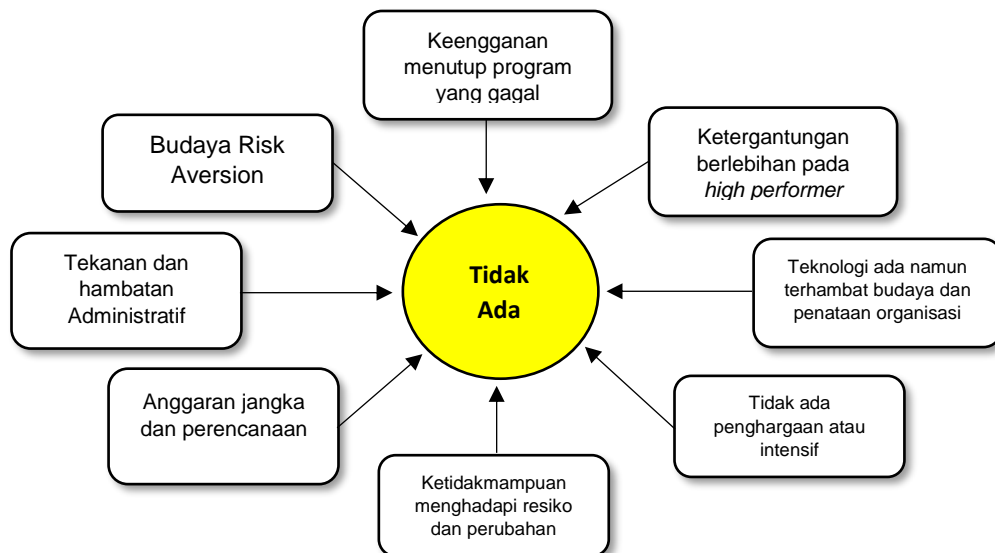 Keengganan
menutup program
yang gagal
Budaya Risk
Aversion
Ketergantungan
berlebihan pada
high performer
Tekanan dan
hambatan
Administratif
Tidak
Ada
Teknologi ada namun
terhambat budaya dan
penataan organisasi
Anggaran jangka
dan perencanaan
Tidak ada
penghargaan atau
intensif
Ketidakmampuan
menghadapi resiko
dan perubahan